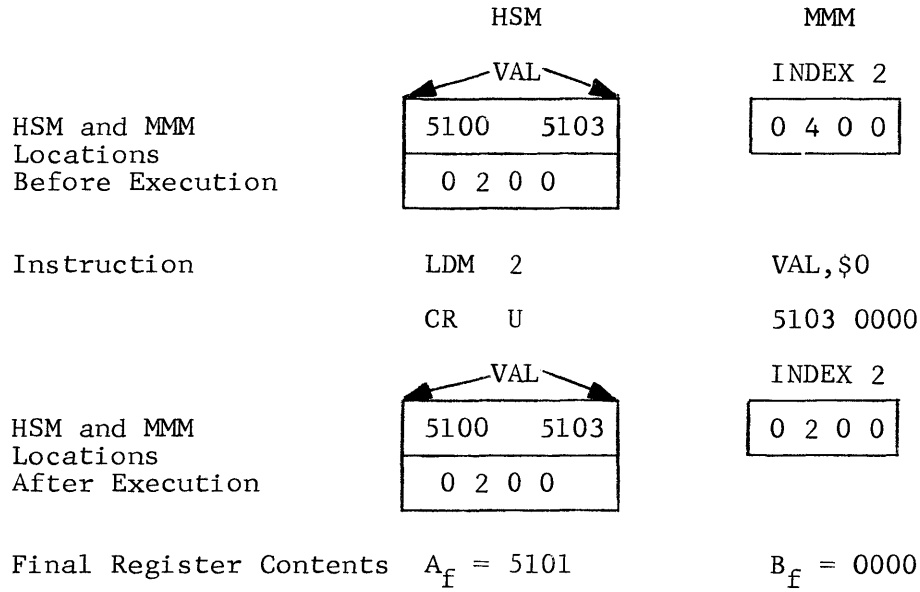 HSM MMM
VAL INDEX 2
HSM and MMM 5100 5103 0 4 0 0
Locations
Before Execution 0 2 0 0
Instruction LDM 2 VAL,$0
CR U 5103 0000
VAL INDEX 2
HSM and MMM 5100 5103 0 2 0 0
Locations
After Execution 0 2 0 0
Final Register Contents A_f = 5101 B_f = 0000